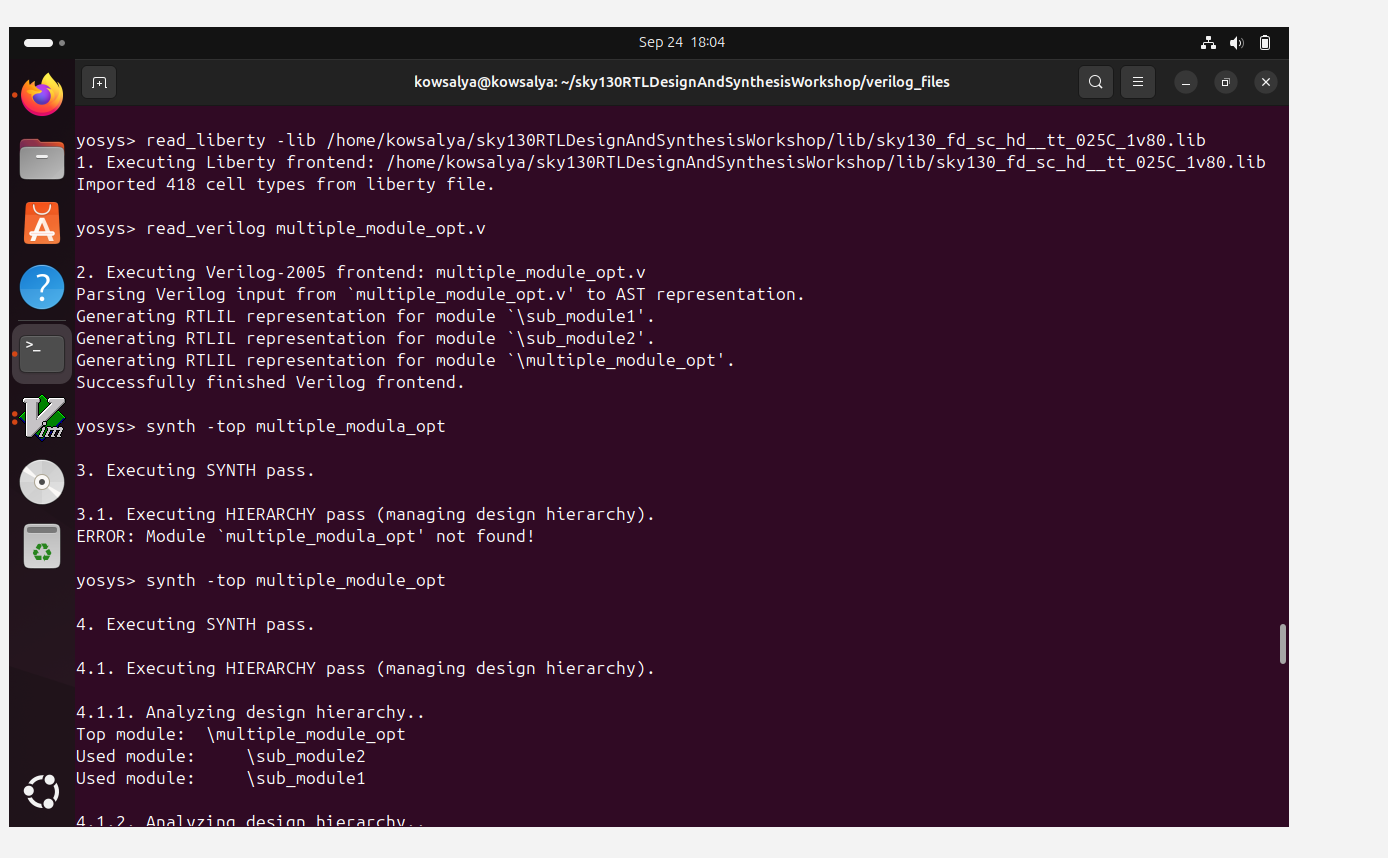 Sep 24 18:04
kowsalya@kowsalya: ~/sky130RTLDesignAndSynthesisWorkshop/verilog_files
yosys> read_liberty -lib /home/kowsalya/sky130RTLDesignAndSynthesisWorkshop/lib/sky130_fd_sc_hd__tt_025C_1v80.lib
1. Executing Liberty frontend: /home/kowsalya/sky130RTLDesignAndSynthesisWorkshop/lib/sky130_fd_sc_hd__tt_025C_1v80.lib
Imported 418 cell types from liberty file.
yosys> read_verilog multiple_module_opt.v
2. Executing Verilog-2005 frontend: multiple_module_opt.v
Parsing Verilog input from `multiple_module_opt.v' to AST representation.
Generating RTLIL representation for module `\sub_module1'.
Generating RTLIL representation for module `\sub_module2'.
Generating RTLIL representation for module `\multiple_module_opt'.
Successfully finished Verilog frontend.
yosys> synth -top multiple_modula_opt
3. Executing SYNTH pass.
3.1. Executing HIERARCHY pass (managing design hierarchy).
ERROR: Module `multiple_modula_opt' not found!
yosys> synth -top multiple_module_opt
4. Executing SYNTH pass.
4.1. Executing HIERARCHY pass (managing design hierarchy).
4.1.1. Analyzing design hierarchy..
Top module:  \multiple_module_opt
Used module:     \sub_module2
Used module:     \sub_module1
4.1.2. Analyzing design hierarchy..